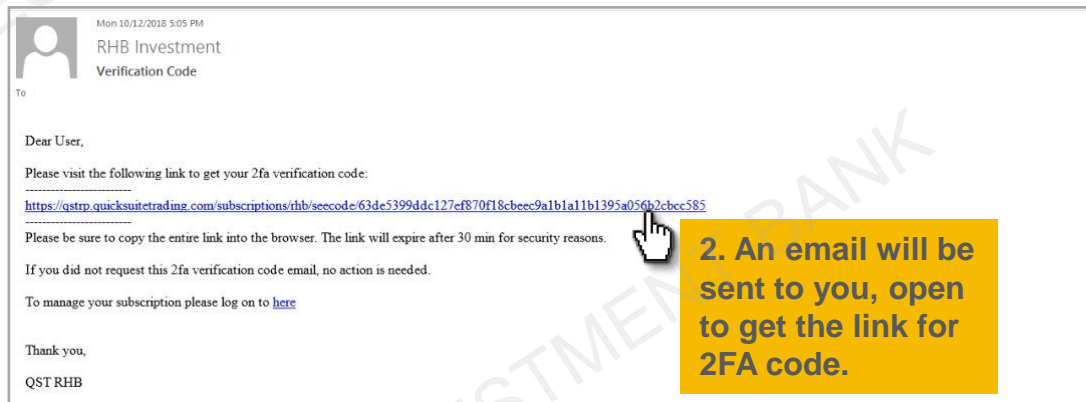 Mon 10/12/2018 5:05 PM
RHB Investment
Verification Code
To
Dear User,
Please visit the following link to get your 2fa verification code:
-------------------------
https://qstrp.quicksuitetrading.com/subscriptions/rhb/seecode/63de5399ddc127ef870f18cbeec9a1b1a11b1395a056b2cbcc585
-------------------------
Please be sure to copy the entire link into the browser. The link will expire after 30 min for security reasons.
If you did not request this 2fa verification code email, no action is needed.
To manage your subscription please log on to here
Thank you,
QST RHB
2. An email will be
sent to you, open
to get the link for
2FA code.